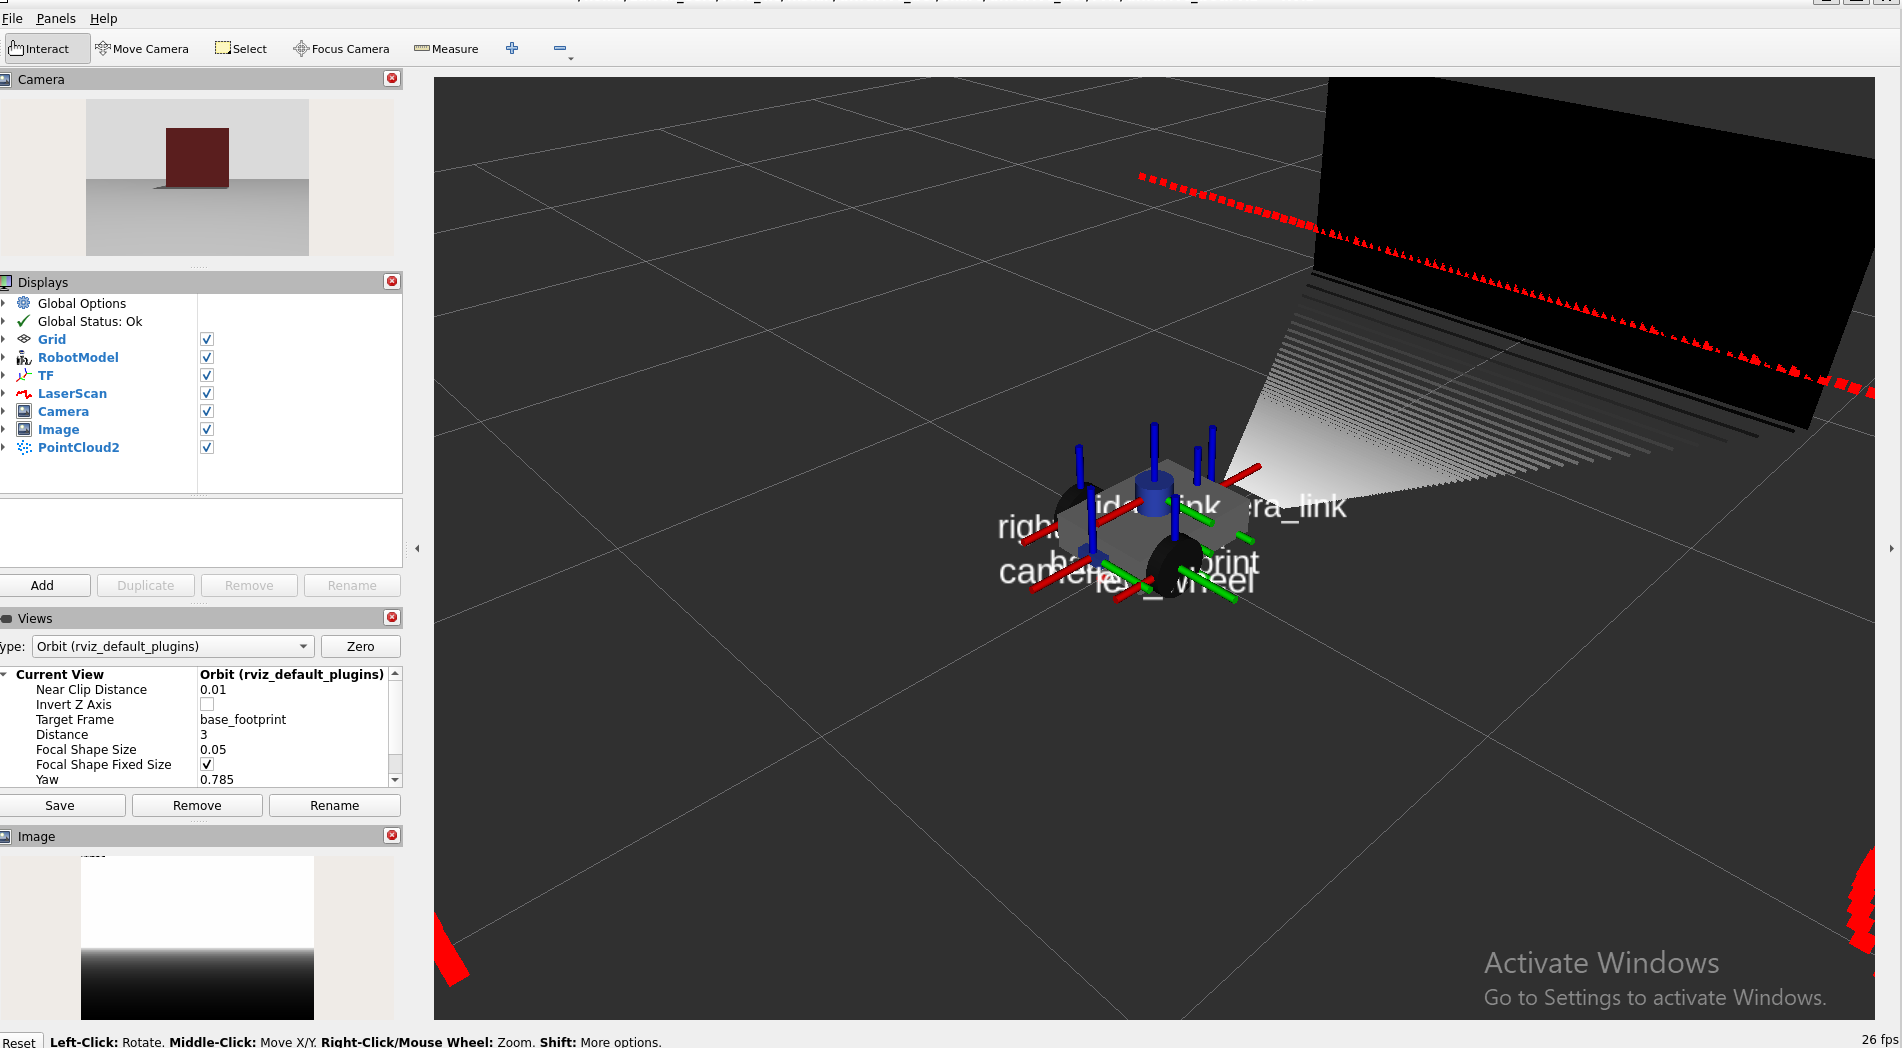 File Panels Help
Interact Move Camera Select Focus Camera Measure
Camera
Displays
Global Options
Global Status: Ok
Grid
RobotModel
TF
LaserScan
Camera
Image
PointCloud2
Add Duplicate Remove Rename
Views
Type: Orbit (rviz_default_plugins) Zero
Current View Orbit (rviz_default_plugins)
Near Clip Distance 0.01
Invert Z Axis
Target Frame base_footprint
Distance 3
Focal Shape Size 0.05
Focal Shape Fixed Size
Yaw 0.785
Save Remove Rename
Image
Activate Windows
Go to Settings to activate Windows.
Reset Left-Click: Rotate. Middle-Click: Move X/Y. Right-Click/Mouse Wheel: Zoom. Shift: More options. 26 fps